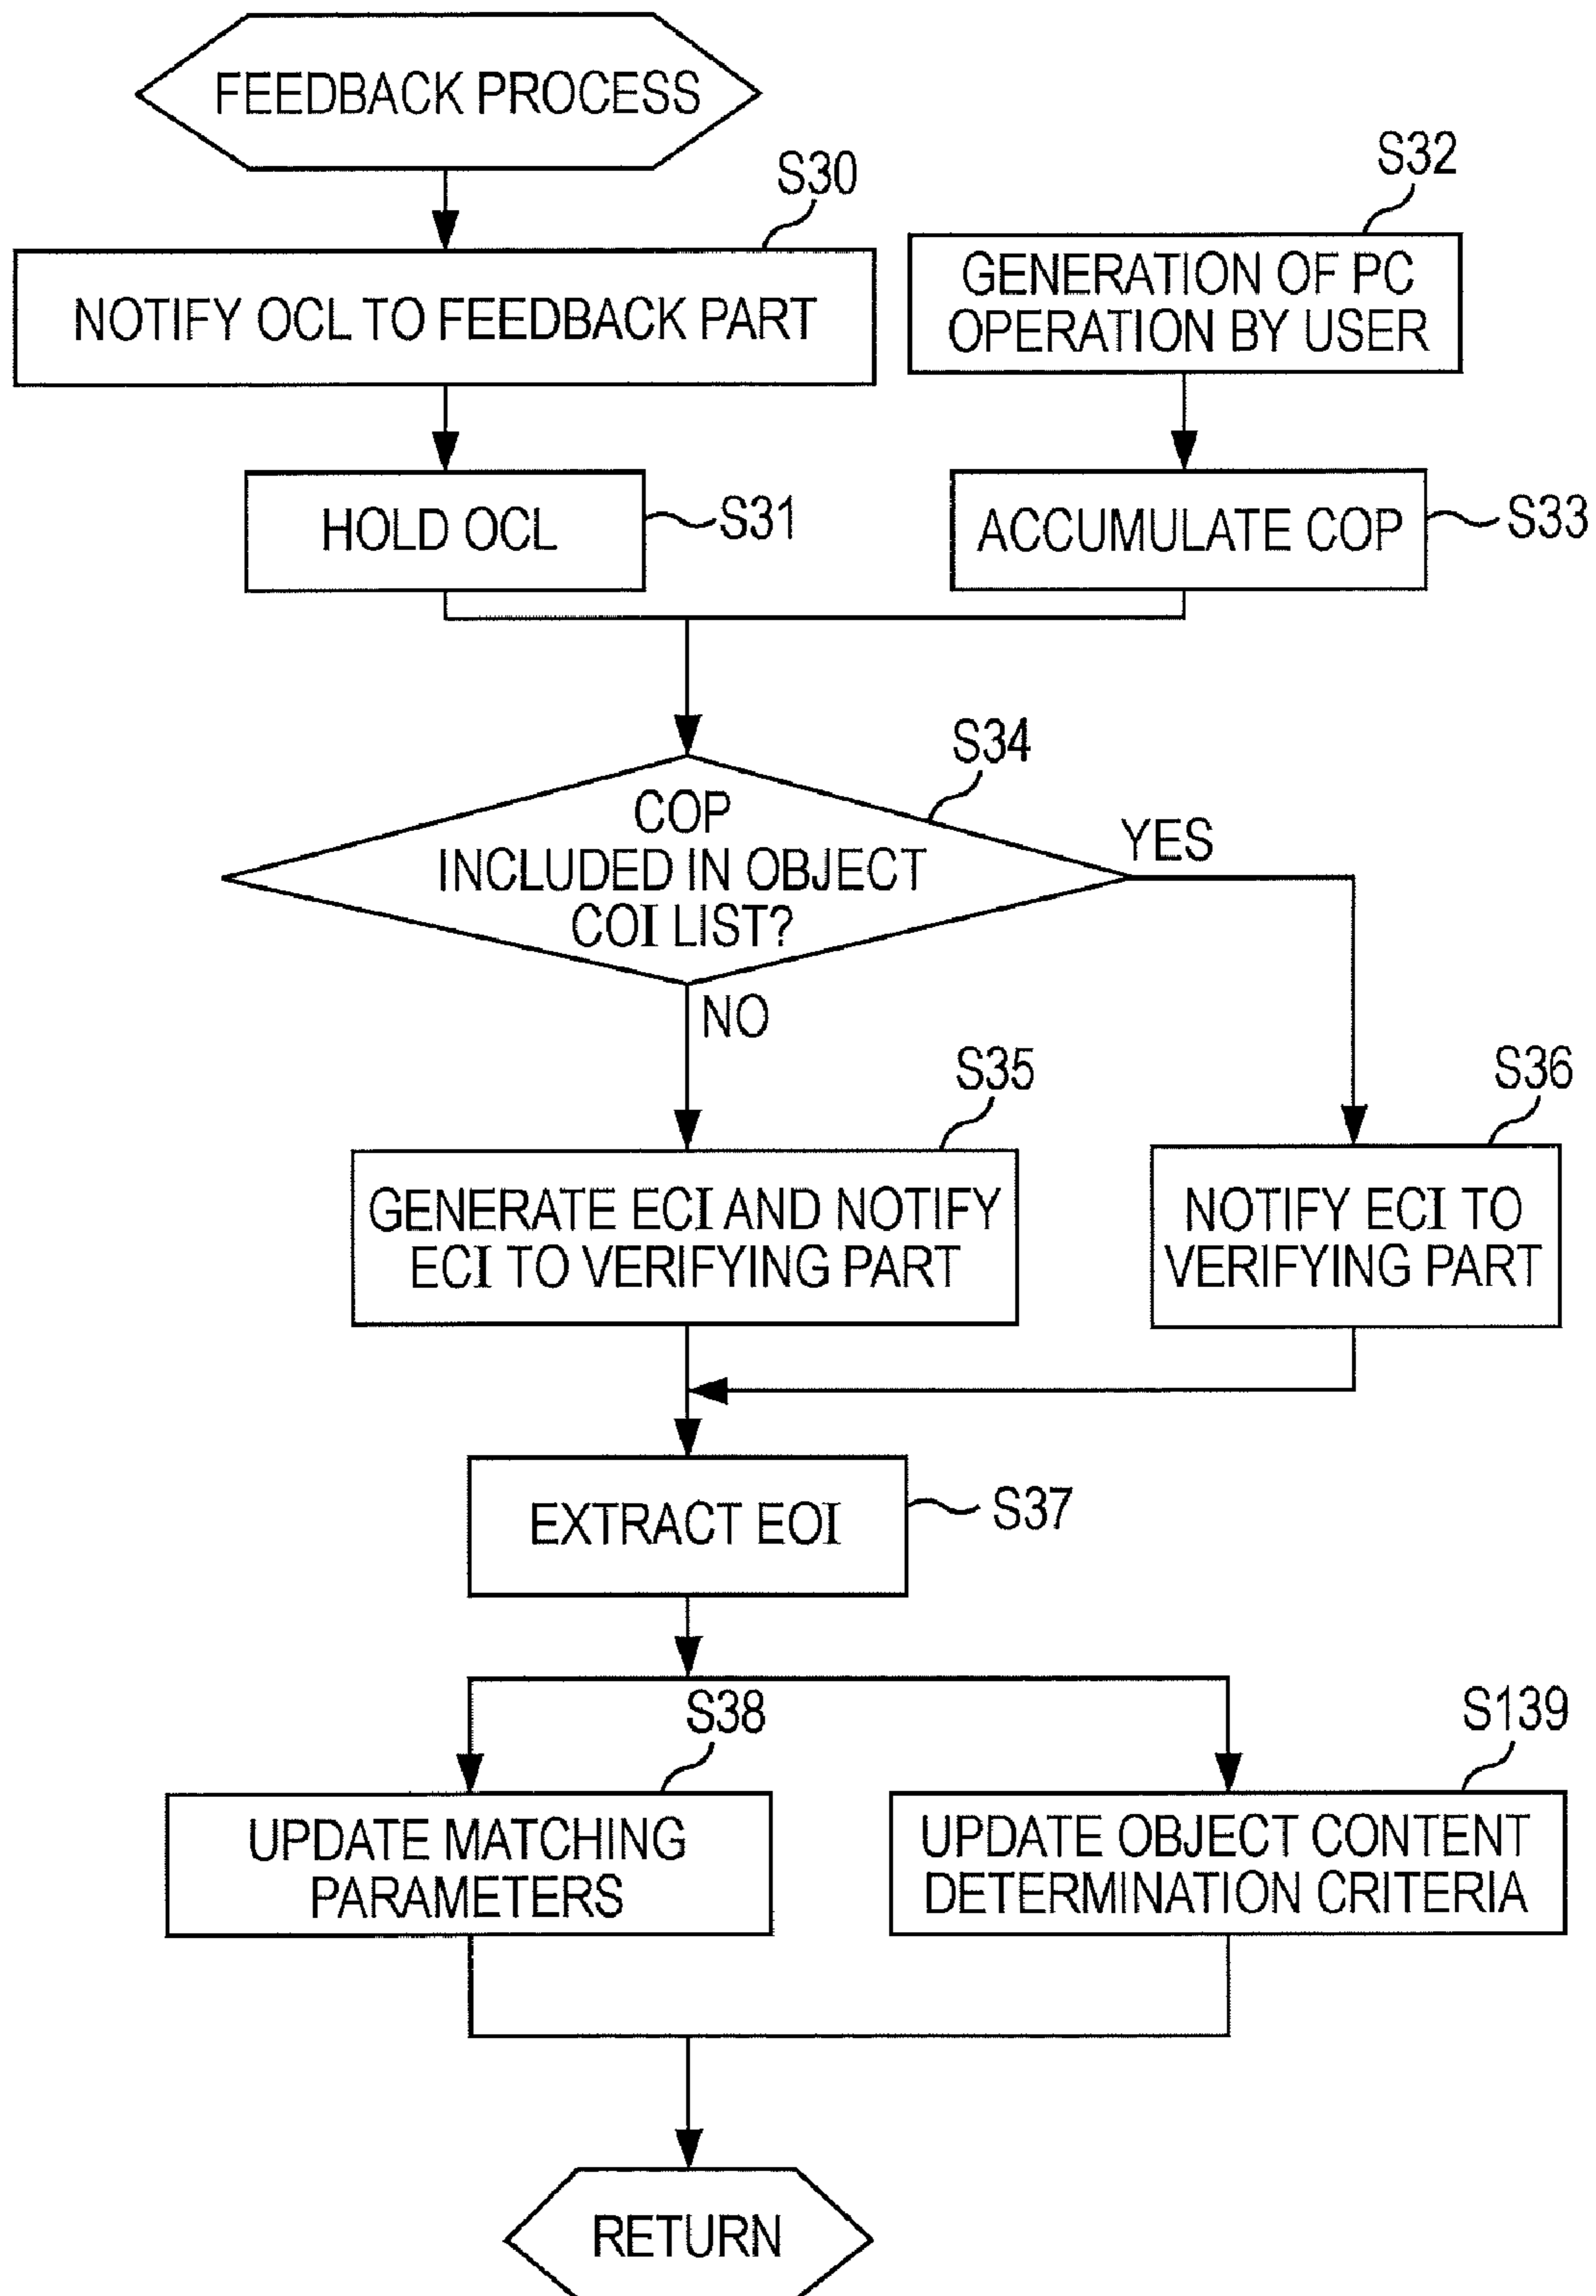 FEEDBACK PROCESS
S30
NOTIFY OCL TO FEEDBACK PART
S32
GENERATION OF PC
OPERATION BY USER
HOLD OCL
S31
ACCUMULATE COP
S33
S34
COP
INCLUDED IN OBJECT
COI LIST?
YES
NO
S35
GENERATE ECI AND NOTIFY
ECI TO VERIFYING PART
S36
NOTIFY ECI TO
VERIFYING PART
EXTRACT EOI
S37
S38
UPDATE MATCHING
PARAMETERS
S139
UPDATE OBJECT CONTENT
DETERMINATION CRITERIA
RETURN